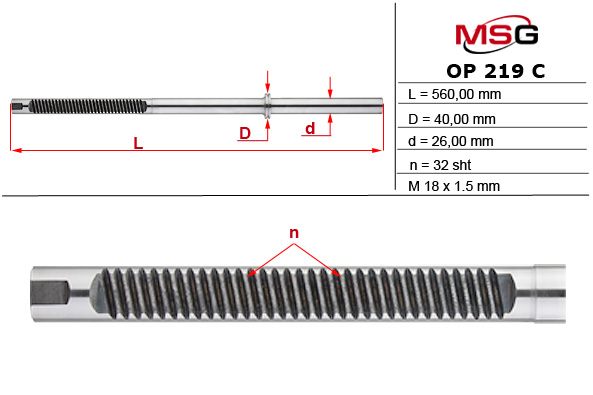 MSG
OP 219 C
L = 560,00 mm
D = 40,00 mm
d = 26,00 mm
n = 32 sht
M 18 x 1.5 mm
L
D
d
n